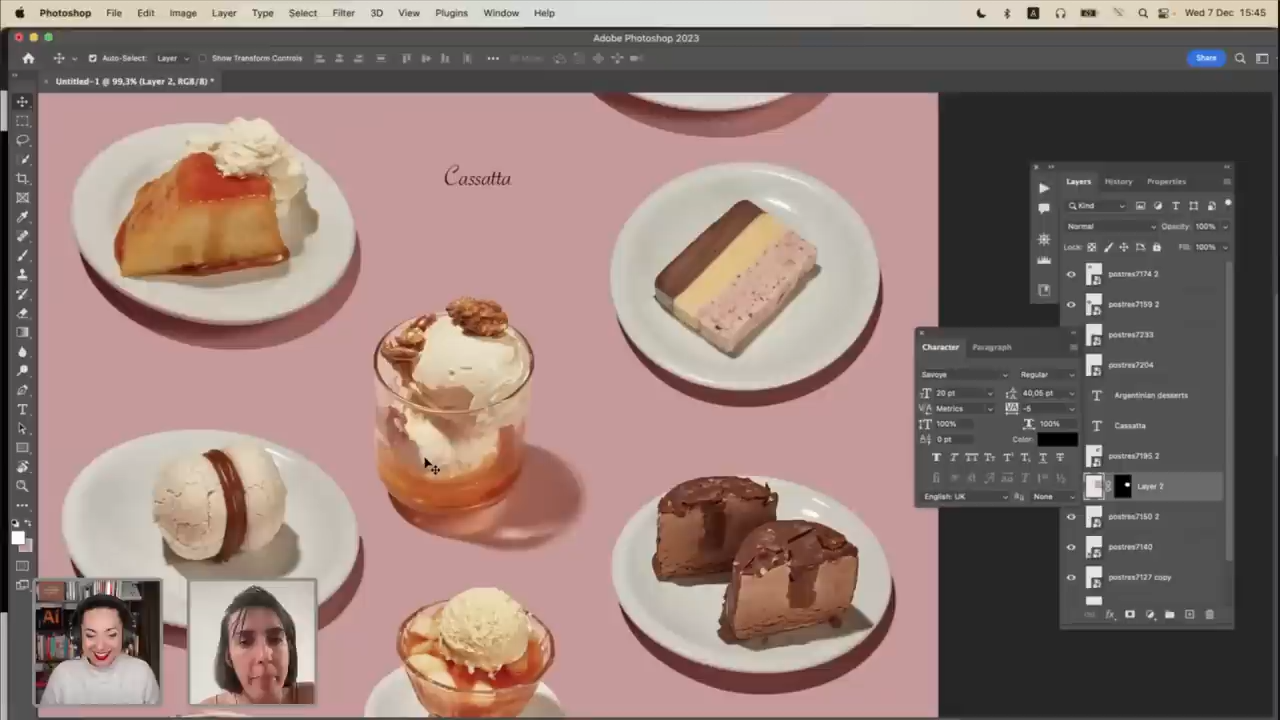 Photoshop File Edit Image Layer Type Select Filter 3D View Plugins Window Help Wed 7 Dec 15:45
Adobe Photoshop 2023
Auto-Select: Layer Show Transform Controls Share
Untitled-1 @ 99,3% (Layer 2, RGB/8) *
Cassatta
Layers History Properties
Kind
Normal Opacity: 100%
Lock: Fill: 100%
postres7174 2
postres7159 2
postres7233
postres7204
Argentinian desserts
Cassatta
postres7195 2
Layer 2
postres7150 2
postres7140
postres7127 copy
Character Paragraph
Savoye Regular
20 pt 40,05 pt
Metrics -5
100% 100%
0 pt Color:
English: UK None
Ai